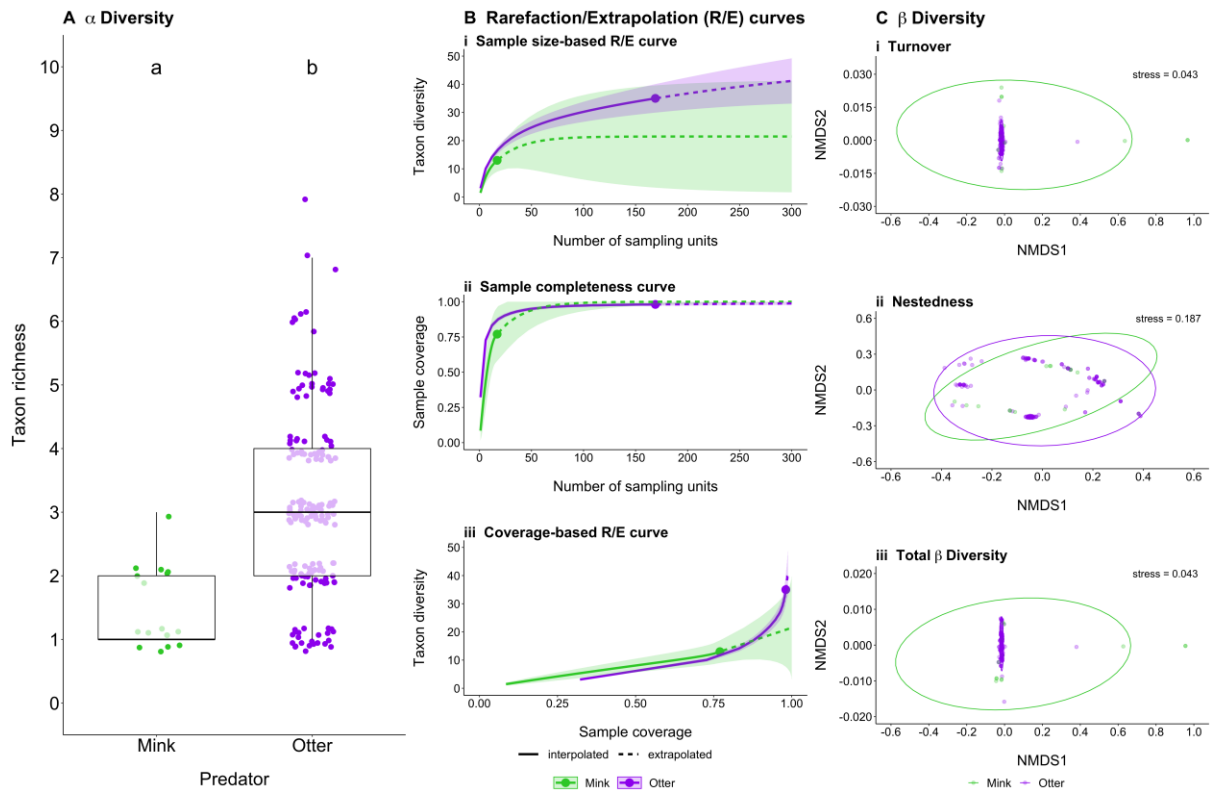 A α Diversity
10
9
8
7
6
5
4
3
2
1
0
a
b
Taxon richness
Mink
Otter
Predator
B Rarefaction/Extrapolation (R/E) curves
i Sample size-based R/E curve
50
40
30
20
10
0
Taxon diversity
0 50 100 150 200 250 300
Number of sampling units
ii Sample completeness curve
1.00
0.75
0.50
0.25
0.00
Sample coverage
0 50 100 150 200 250 300
Number of sampling units
iii Coverage-based R/E curve
50
40
30
20
10
0
Taxon diversity
0.00 0.25 0.50 0.75 1.00
Sample coverage
interpolated extrapolated
Mink Otter
C β Diversity
i Turnover
stress = 0.043
0.030
0.015
0.000
-0.015
-0.030
NMDS2
-0.6 -0.4 -0.2 0.0 0.2 0.4 0.6 0.8 1.0
NMDS1
ii Nestedness
stress = 0.187
0.6
0.3
0.0
-0.3
-0.6
NMDS2
-0.6 -0.4 -0.2 0.0 0.2 0.4 0.6
NMDS1
iii Total β Diversity
stress = 0.043
0.020
0.010
0.000
-0.010
-0.020
NMDS2
-0.6 -0.4 -0.2 0.0 0.2 0.4 0.6 0.8 1.0
NMDS1
Mink Otter